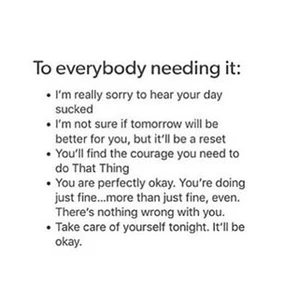 To everybody needing it:
• I'm really sorry to hear your day
sucked
• I'm not sure if tomorrow will be
better for you, but it'll be a reset
• You'll find the courage you need to
do That Thing
• You are perfectly okay. You're doing
just fine...more than just fine, even.
There's nothing wrong with you.
• Take care of yourself tonight. It'll be
okay.